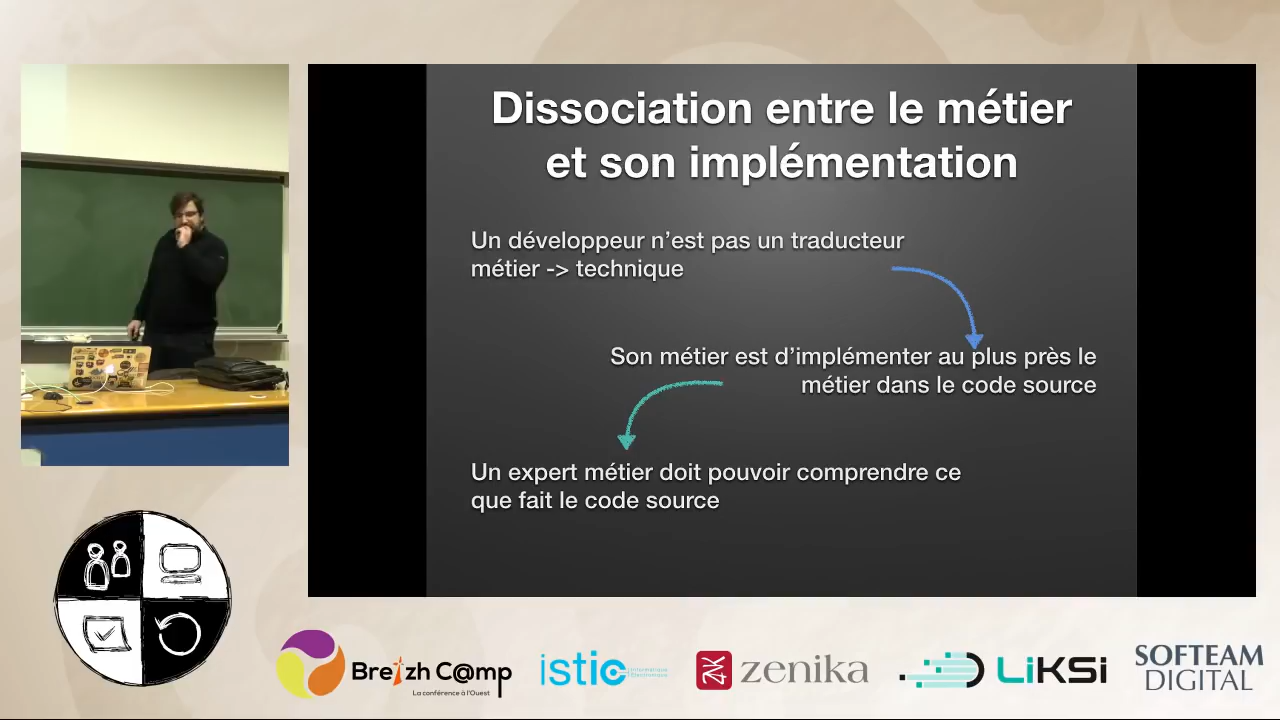 Dissociation entre le métier
et son implémentation
Un développeur n’est pas un traducteur
métier -> technique
Son métier est d’implémenter au plus près le
métier dans le code source
Un expert métier doit pouvoir comprendre ce
que fait le code source
Breizh C@mp
La conférence à l'Ouest
istic
Informatique
Électronique
zenika
LiKSi
SOFTEAM
DIGITAL